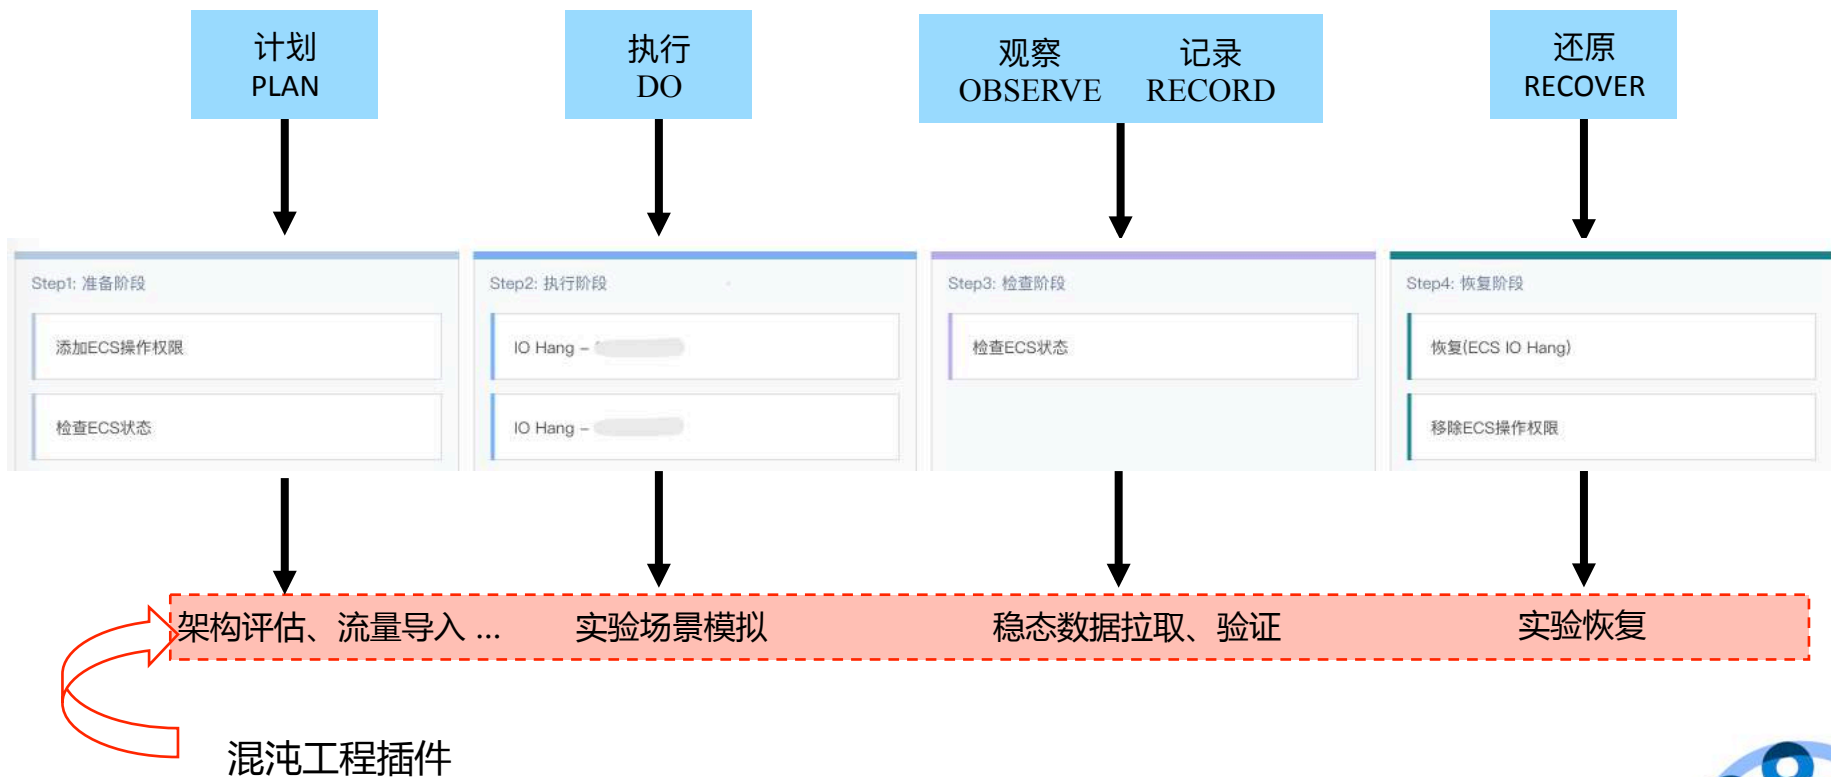 计划
PLAN
执行
DO
观察 记录
OBSERVE RECORD
还原
RECOVER
Step1: 准备阶段
添加ECS操作权限
检查ECS状态
Step2: 执行阶段
IO Hang –
IO Hang –
Step3: 检查阶段
检查ECS状态
Step4: 恢复阶段
恢复(ECS IO Hang)
移除ECS操作权限
架构评估、流量导入 ...
实验场景模拟
稳态数据拉取、验证
实验恢复
混沌工程插件